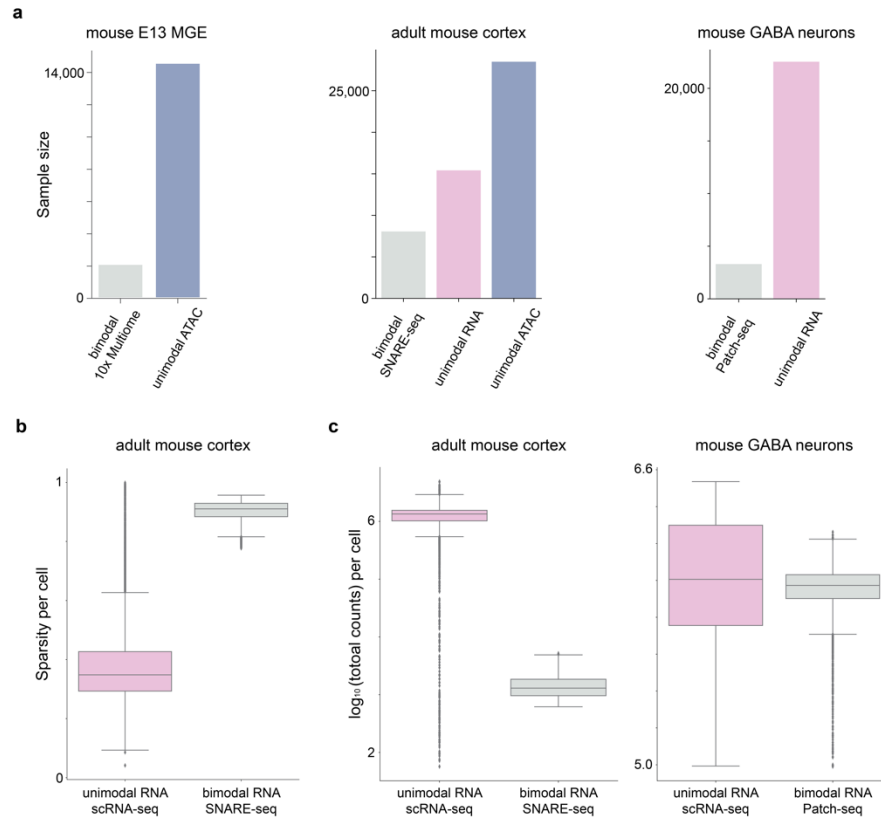 a
mouse E13 MGE
adult mouse cortex
mouse GABA neurons
Sample size
14,000
0
bimodal
10x Multiome
unimodal ATAC
25,000
0
bimodal
SNARE-seq
unimodal RNA
unimodal ATAC
20,000
0
bimodal
Patch-seq
unimodal RNA
b
adult mouse cortex
Sparsity per cell
1
0
unimodal RNA
scRNA-seq
bimodal RNA
SNARE-seq
c
adult mouse cortex
mouse GABA neurons
log₁₀(totoal counts) per cell
6
2
unimodal RNA
scRNA-seq
bimodal RNA
SNARE-seq
6.6
5.0
unimodal RNA
scRNA-seq
bimodal RNA
Patch-seq